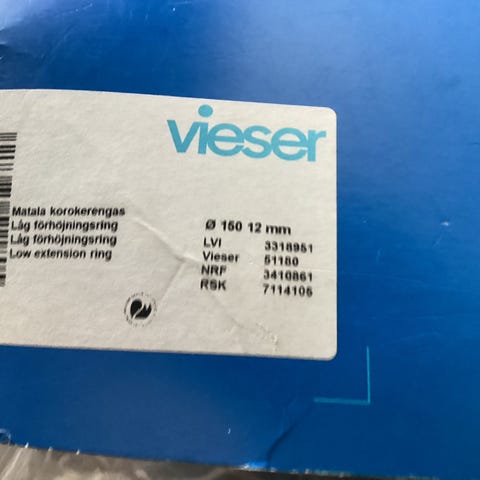 vieser
Matala korokerengas
Låg förhöjningsring
Låg förhöjningsring
Low extension ring
Ø 150 12 mm
LVI 3318951
Vieser 51180
NRF 3410861
RSK 7114105